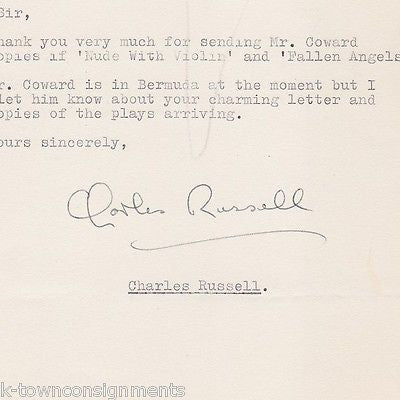 Sir,
hank you very much for sending Mr. Coward
opies if 'Nude With Violin' and 'Fallen Angels
r. Coward is in Bermuda at the moment but i
let him know about your charming letter and
opies of the plays arriving.
ours sincerely,
Charles Russell
Charles Russell.
k-townconsignments